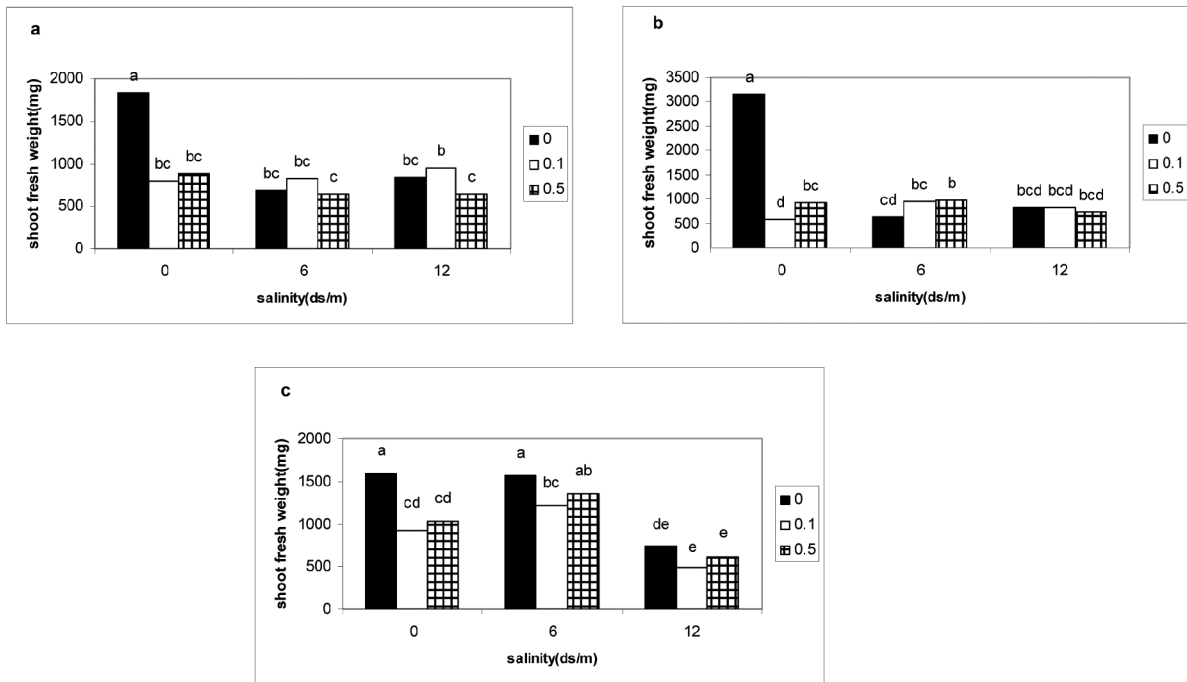 a
shoot fresh weight(mg)
2000
1500
1000
500
0
a
bc
bc
bc
bc
c
bc
b
c
0
6
12
salinity(ds/m)
0
0.1
0.5
b
shoot fresh weight(mg)
3500
3000
2500
2000
1500
1000
500
0
a
d
bc
cd
bc
b
bcd
bcd
bcd
0
6
12
salinity(ds/m)
0
0.1
0.5
c
shoot fresh weight(mg)
2000
1500
1000
500
0
a
cd
cd
a
bc
ab
de
e
e
0
6
12
salinity(ds/m)
0
0.1
0.5